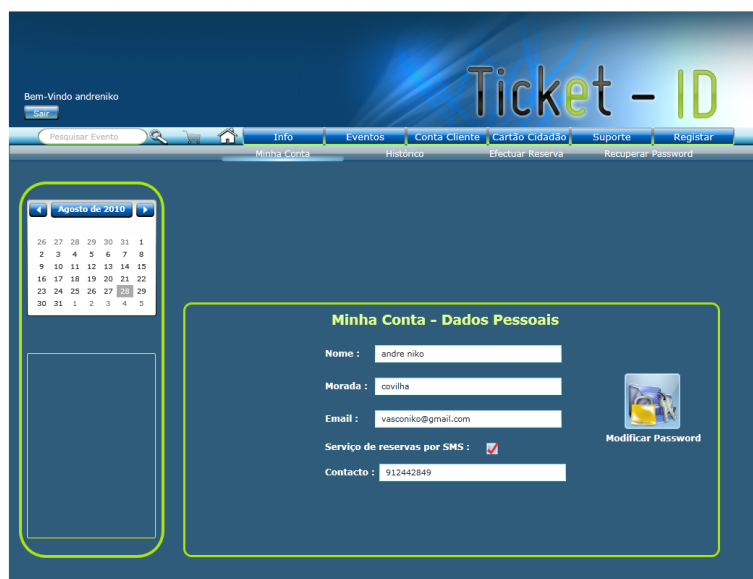 Ticket - ID
Bem-Vindo andreniko
Sair
Pesquisar Evento
Info Eventos Conta Cliente Cartão Cidadão Suporte Registar
Minha Conta Histórico Efectuar Reserva Recuperar Password
Agosto de 2010
26 27 28 29 30 31 1
2 3 4 5 6 7 8
9 10 11 12 13 14 15
16 17 18 19 20 21 22
23 24 25 26 27 28 29
30 31 1 2 3 4 5
Minha Conta - Dados Pessoais
Nome : andre niko
Morada : covilha
Email : vasconiko@gmail.com
Serviço de reservas por SMS :
Contacto : 912442849
Modificar Password